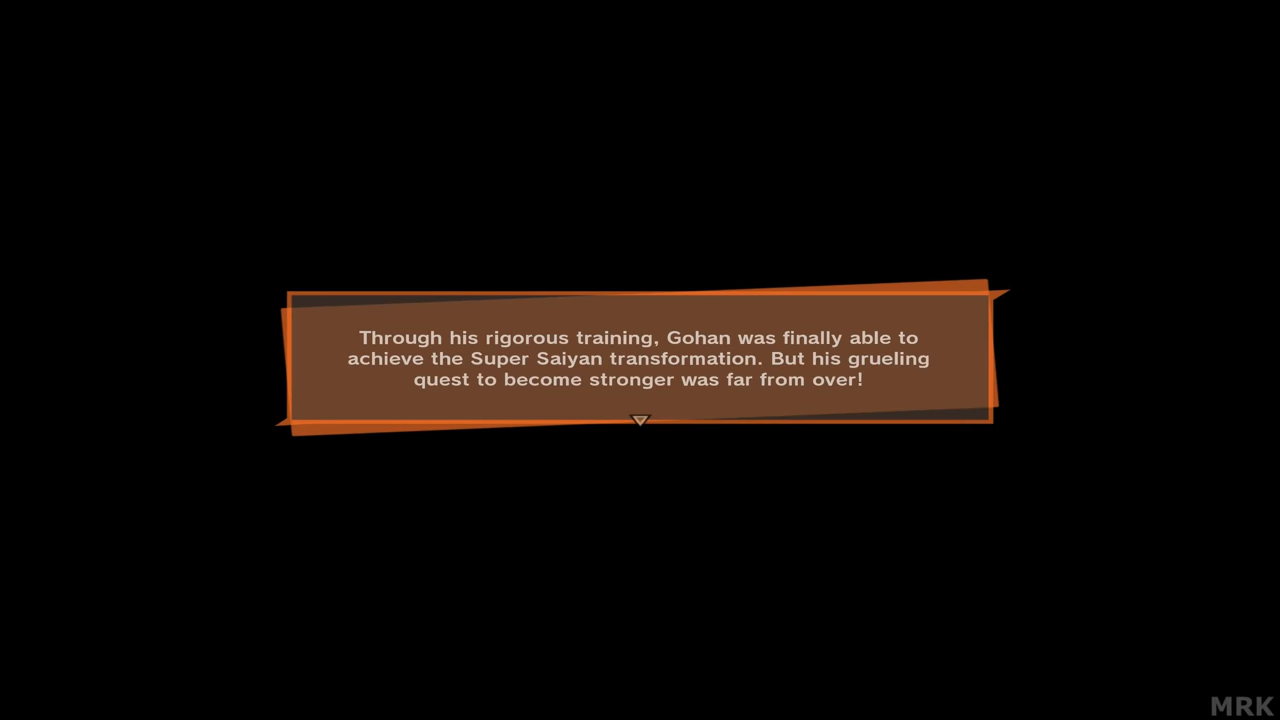 Through his rigorous training, Gohan was finally able to
achieve the Super Saiyan transformation. But his grueling
quest to become stronger was far from over!
MRK